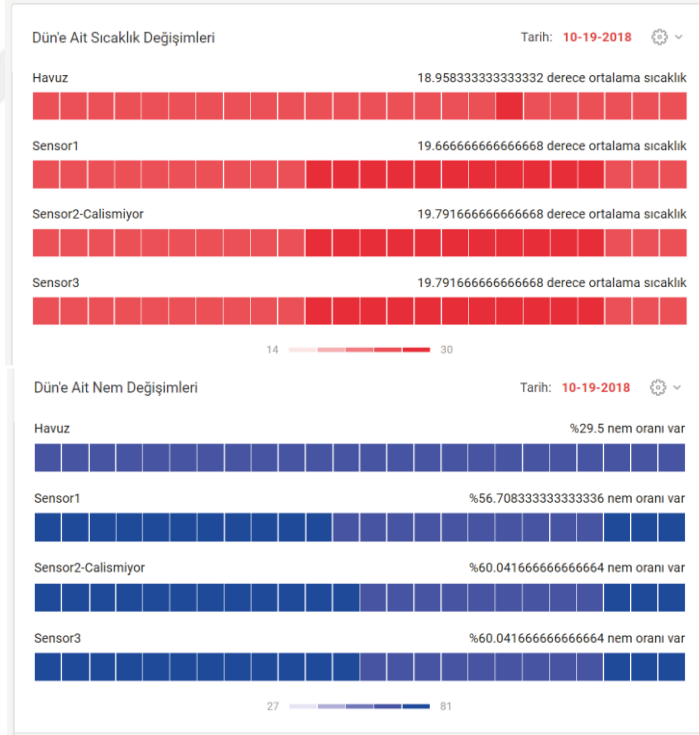 Dün'e Ait Sıcaklık Değişimleri Tarih: 10-19-2018
Havuz 18.958333333333332 derece ortalama sıcaklık
Sensor1 19.666666666666668 derece ortalama sıcaklık
Sensor2-Calismiyor 19.791666666666668 derece ortalama sıcaklık
Sensor3 19.791666666666668 derece ortalama sıcaklık
14 30
Dün'e Ait Nem Değişimleri Tarih: 10-19-2018
Havuz %29.5 nem oranı var
Sensor1 %56.708333333333336 nem oranı var
Sensor2-Calismiyor %60.041666666666664 nem oranı var
Sensor3 %60.041666666666664 nem oranı var
27 81